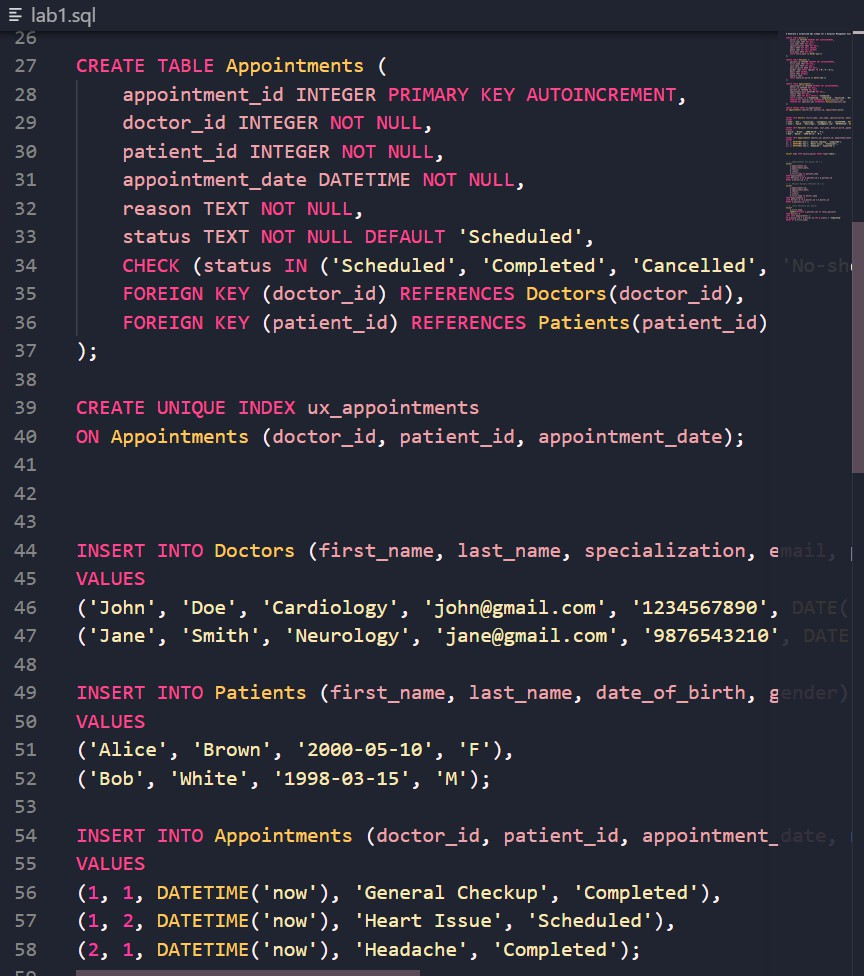 lab1.sql
26
27 CREATE TABLE Appointments (
28 appointment_id INTEGER PRIMARY KEY AUTOINCREMENT,
29 doctor_id INTEGER NOT NULL,
30 patient_id INTEGER NOT NULL,
31 appointment_date DATETIME NOT NULL,
32 reason TEXT NOT NULL,
33 status TEXT NOT NULL DEFAULT 'Scheduled',
34 CHECK (status IN ('Scheduled', 'Completed', 'Cancelled', 'No-sh
35 FOREIGN KEY (doctor_id) REFERENCES Doctors(doctor_id),
36 FOREIGN KEY (patient_id) REFERENCES Patients(patient_id)
37 );
38
39 CREATE UNIQUE INDEX ux_appointments
40 ON Appointments (doctor_id, patient_id, appointment_date);
41
42
43
44 INSERT INTO Doctors (first_name, last_name, specialization, email,
45 VALUES
46 ('John', 'Doe', 'Cardiology', 'john@gmail.com', '1234567890', DATE(
47 ('Jane', 'Smith', 'Neurology', 'jane@gmail.com', '9876543210', DATE
48
49 INSERT INTO Patients (first_name, last_name, date_of_birth, gender)
50 VALUES
51 ('Alice', 'Brown', '2000-05-10', 'F'),
52 ('Bob', 'White', '1998-03-15', 'M');
53
54 INSERT INTO Appointments (doctor_id, patient_id, appointment_date,
55 VALUES
56 (1, 1, DATETIME('now'), 'General Checkup', 'Completed'),
57 (1, 2, DATETIME('now'), 'Heart Issue', 'Scheduled'),
58 (2, 1, DATETIME('now'), 'Headache', 'Completed');